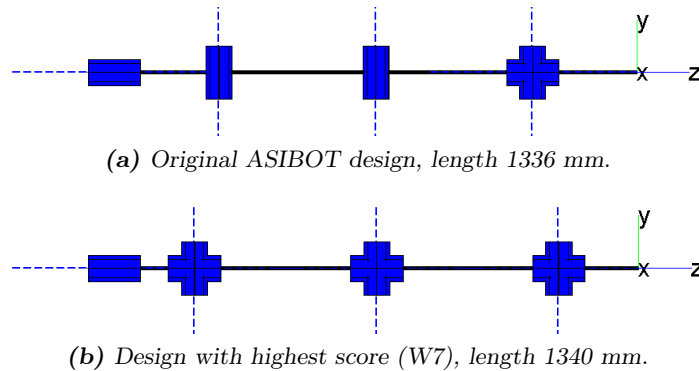 y
x z
(a) Original ASIBOT design, length 1336 mm.
y
x z
(b) Design with highest score (W7), length 1340 mm.